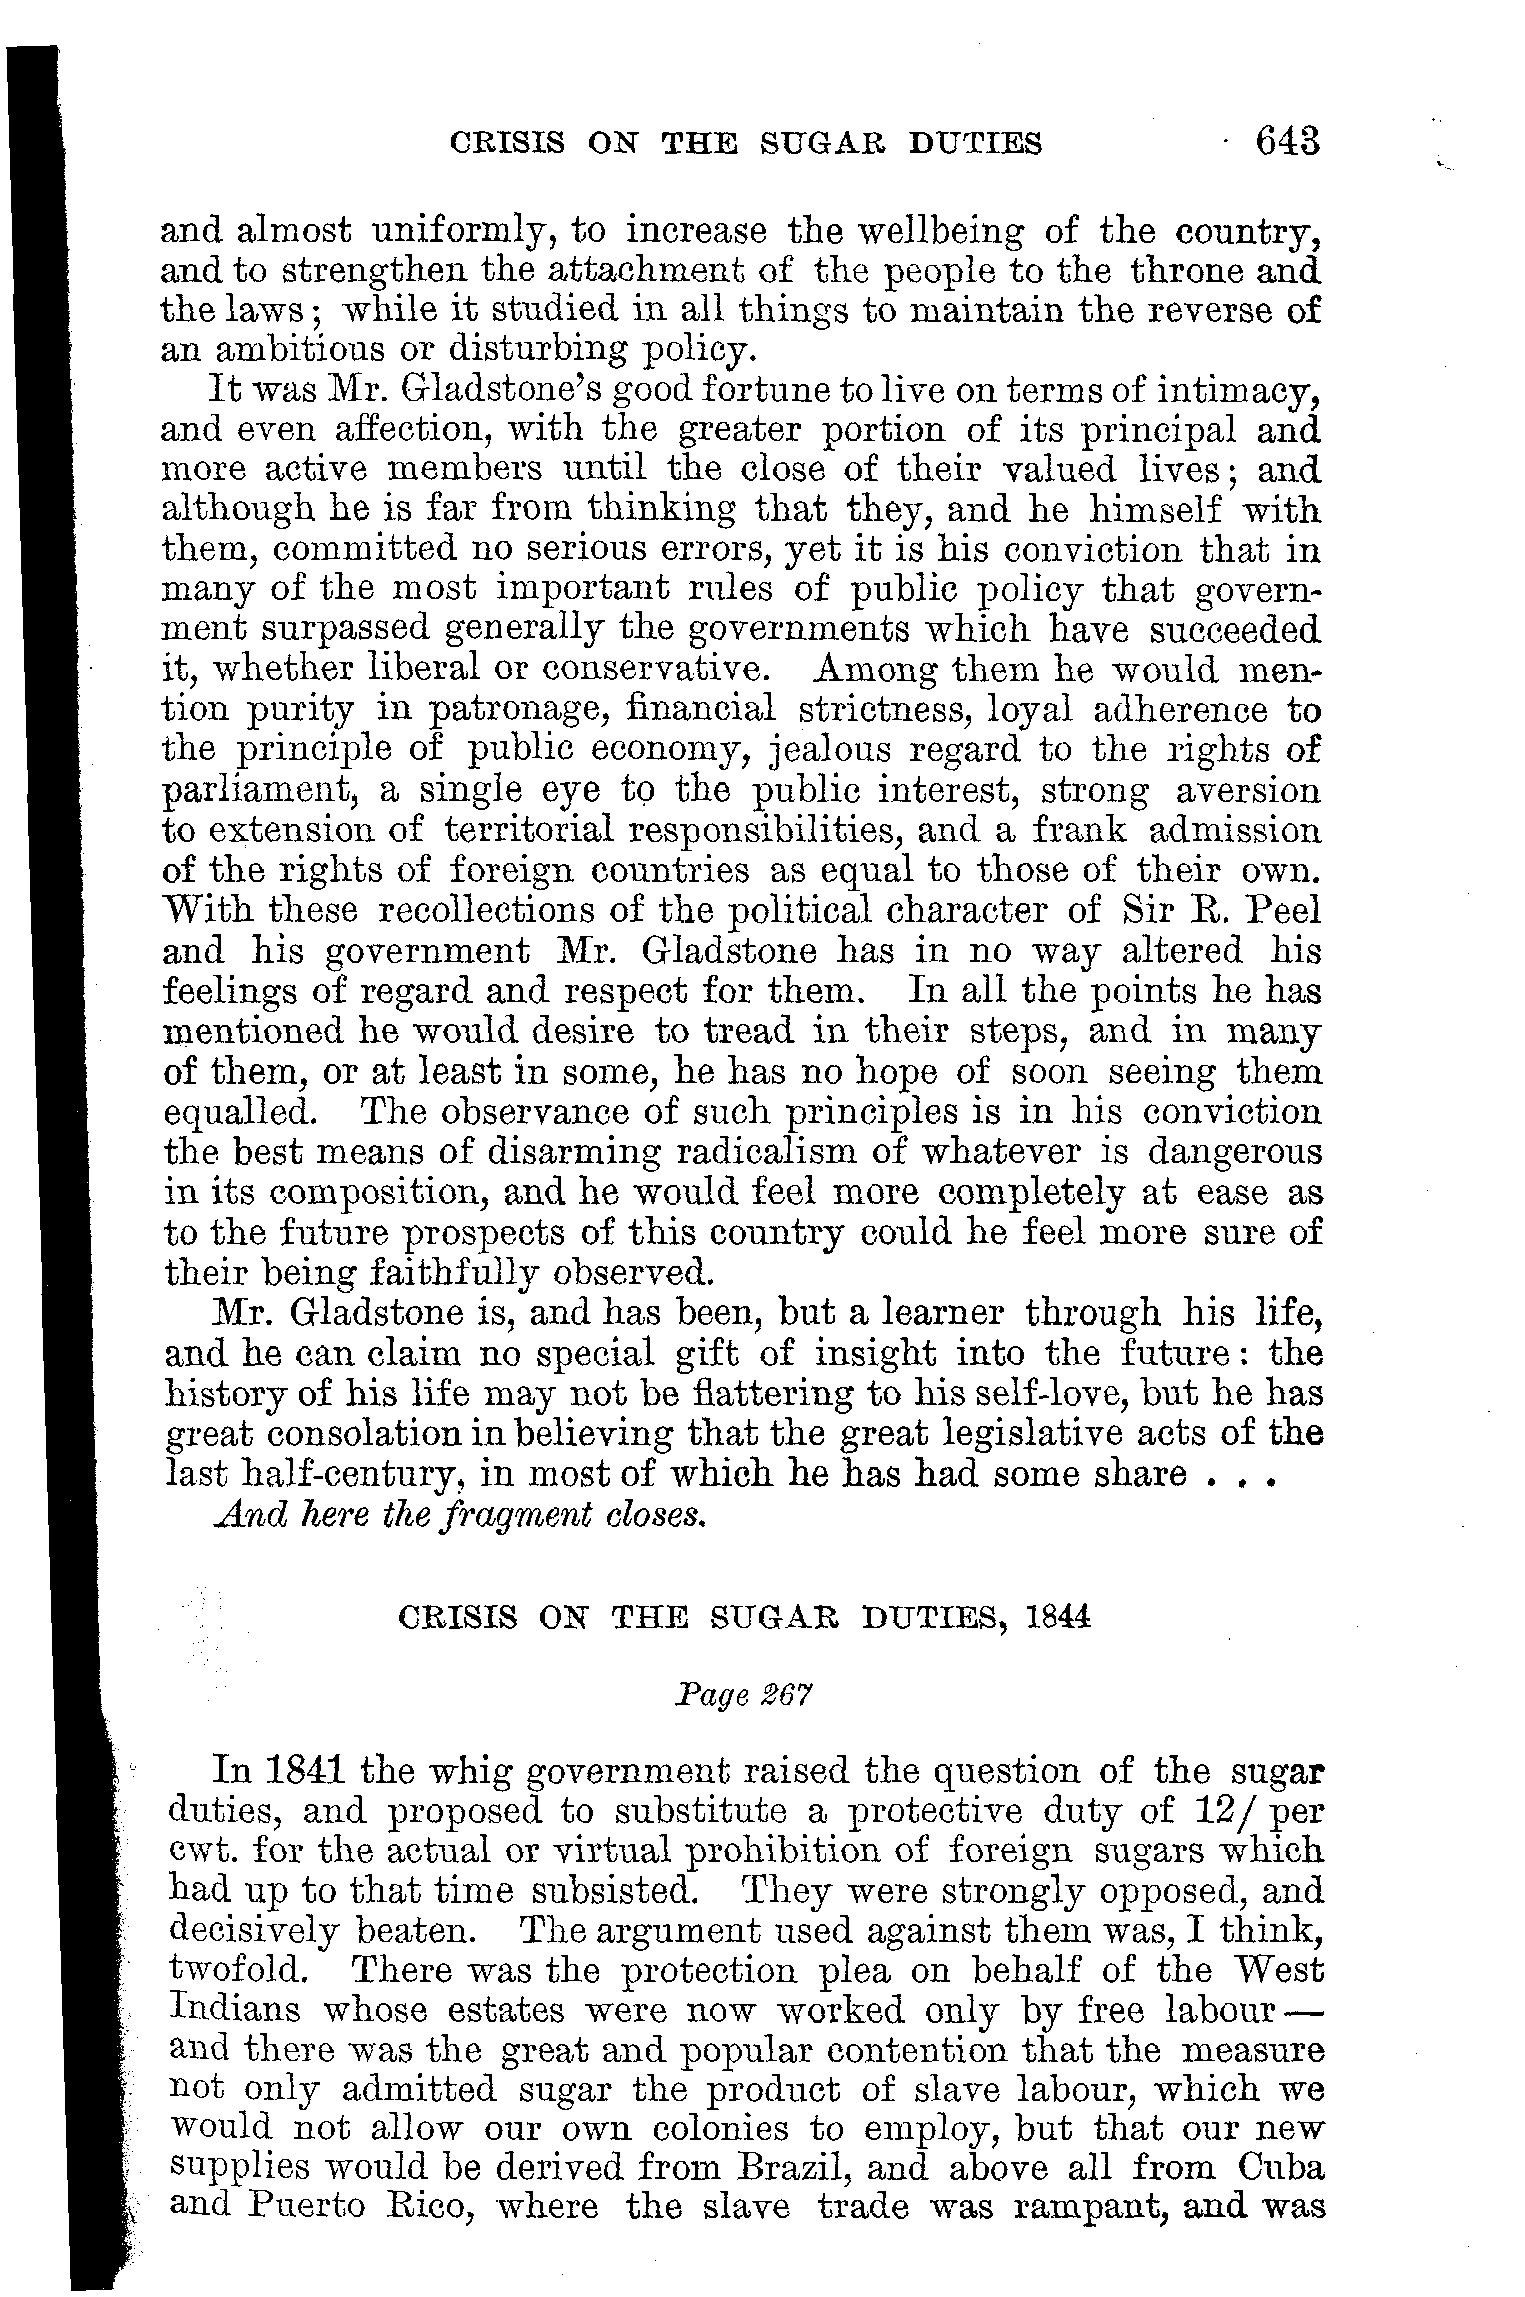 CRISIS ON THE SUGAR DUTIES 643
and almost uniformly, to increase the wellbeing of the country,
and to strengthen the attachment of the people to the throne and
the laws; while it studied in all things to maintain the reverse of
an ambitious or disturbing policy.
It was Mr. Gladstone's good fortune to live on terms of intimacy,
and even affection, with the greater portion of its principal and
more active members until the close of their valued lives; and
although he is far from thinking that they, and he himself with
them, committed no serious errors, yet it is his conviction that in
many of the most important rules of public policy that govern-
ment surpassed generally the governments which have succeeded
it, whether liberal or conservative. Among them he would men-
tion purity in patronage, financial strictness, loyal adherence to
the principle of public economy, jealous regard to the rights of
parliament, a single eye to the public interest, strong aversion
to extension of territorial responsibilities, and a frank admission
of the rights of foreign countries as equal to those of their own.
With these recollections of the political character of Sir R. Peel
and his government Mr. Gladstone has in no way altered his
feelings of regard and respect for them. In all the points he has
mentioned he would desire to tread in their steps, and in many
of them, or at least in some, he has no hope of soon seeing them
equalled. The observance of such principles is in his conviction
the best means of disarming radicalism of whatever is dangerous
in its composition, and he would feel more completely at ease as
to the future prospects of this country could he feel more sure of
their being faithfully observed.
Mr. Gladstone is, and has been, but a learner through his life,
and he can claim no special gift of insight into the future: the
history of his life may not be flattering to his self-love, but he has
great consolation in believing that the great legislative acts of the
last half-century, in most of which he has had some share . . .
And here the fragment closes.
CRISIS ON THE SUGAR DUTIES, 1844
Page 267
In 1841 the whig government raised the question of the sugar
duties, and proposed to substitute a protective duty of 12/ per
cwt. for the actual or virtual prohibition of foreign sugars which
had up to that time subsisted. They were strongly opposed, and
decisively beaten. The argument used against them was, I think,
twofold. There was the protection plea on behalf of the West
Indians whose estates were now worked only by free labour —
and there was the great and popular contention that the measure
not only admitted sugar the product of slave labour, which we
would not allow our own colonies to employ, but that our new
supplies would be derived from Brazil, and above all from Cuba
and Puerto Rico, where the slave trade was rampant, and was